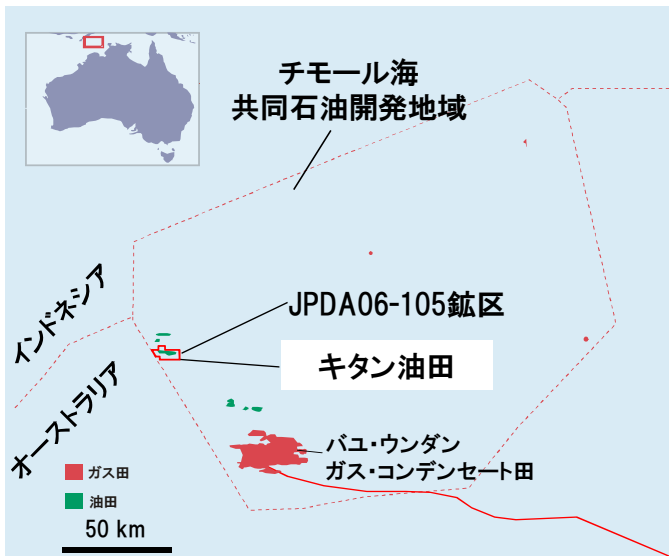 チモール海
共同石油開発地域
インドネシア
オーストラリア
JPDA06-105鉱区
キタン油田
バユ・ウンダン
ガス・コンデンセート田
ガス田
油田
50 km